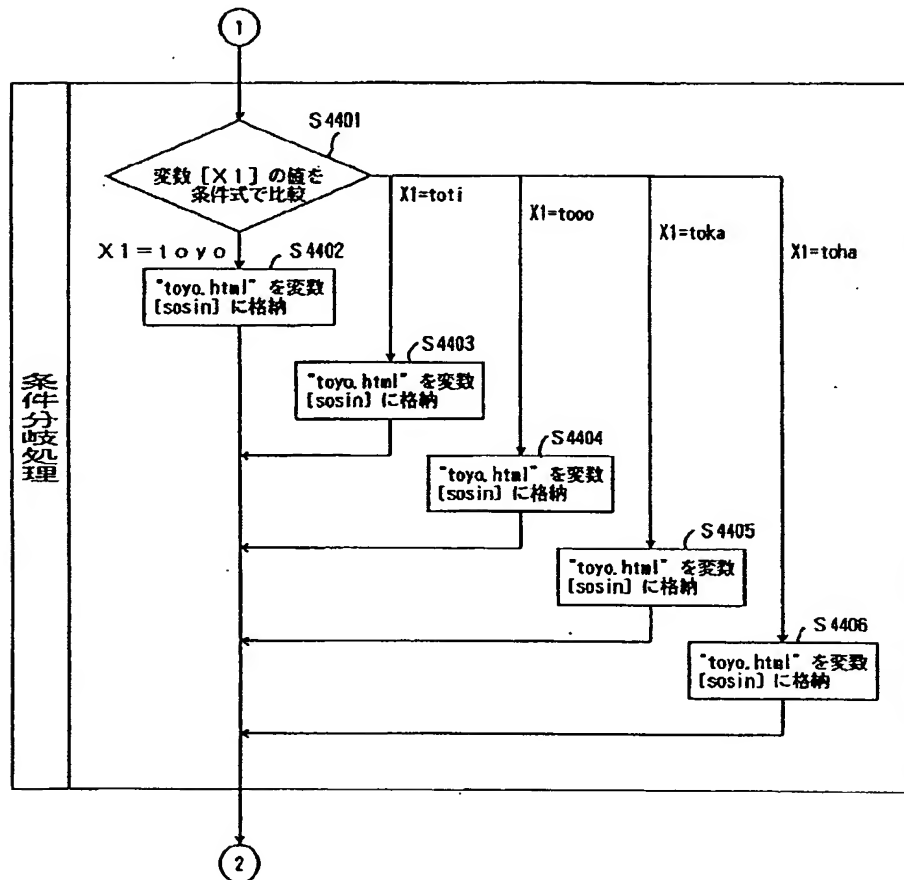 1
S4401
変数［X1］の値を
条件式で比較
X1=toti
X1=tooo
X1=toka
X1=toha
X1=toyo
S4402
"toyo.html" を変数
[sosin] に格納
S4403
"toyo.html" を変数
[sosin] に格納
S4404
"toyo.html" を変数
[sosin] に格納
S4405
"toyo.html" を変数
[sosin] に格納
S4406
"toyo.html" を変数
[sosin] に格納
条件分岐処理
2